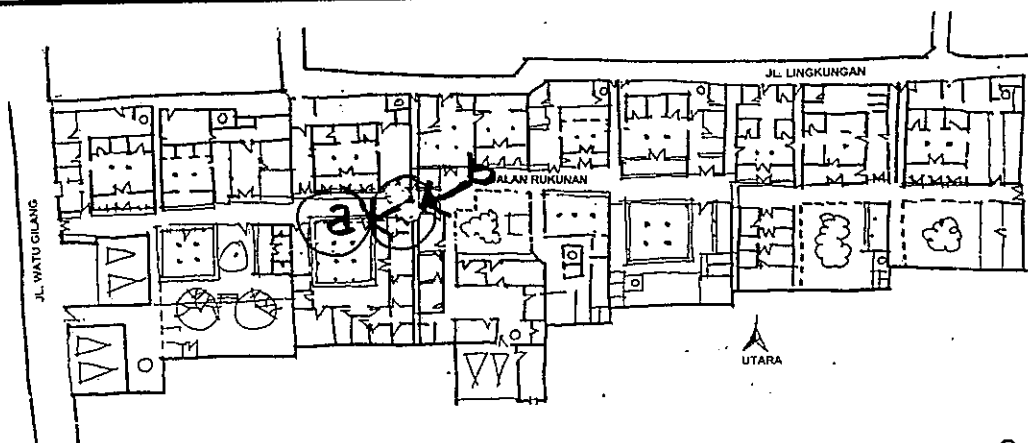 JL. LINGKUNGAN
b
JALAN RUKUNAN
a
JL. WATU GILANG
UTARA